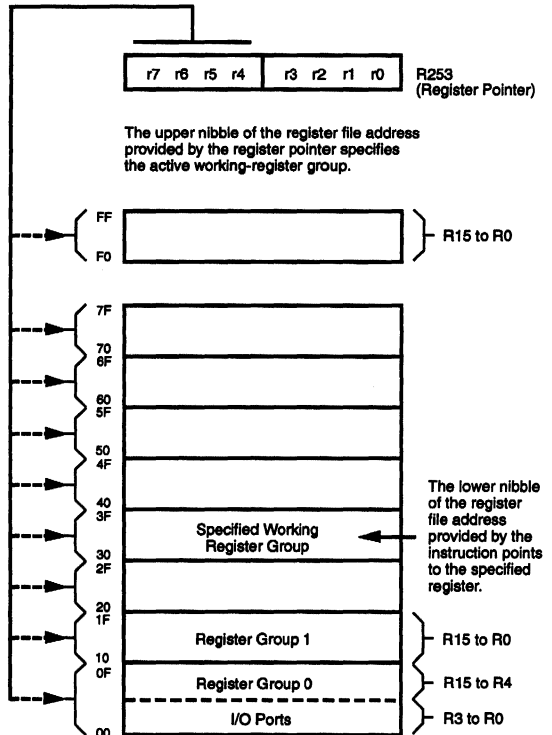 r7 r6 r5 r4 r3 r2 r1 r0
R253
(Register Pointer)
The upper nibble of the register file address
provided by the register pointer specifies
the active working-register group.
FF
F0
R15 to R0
7F
70
6F
60
5F
50
4F
40
3F
Specified Working
Register Group
30
2F
The lower nibble
of the register
file address
provided by the
instruction points
to the specified
register.
20
1F
Register Group 1
R15 to R0
10
0F
Register Group 0
R15 to R4
I/O Ports
R3 to R0
00